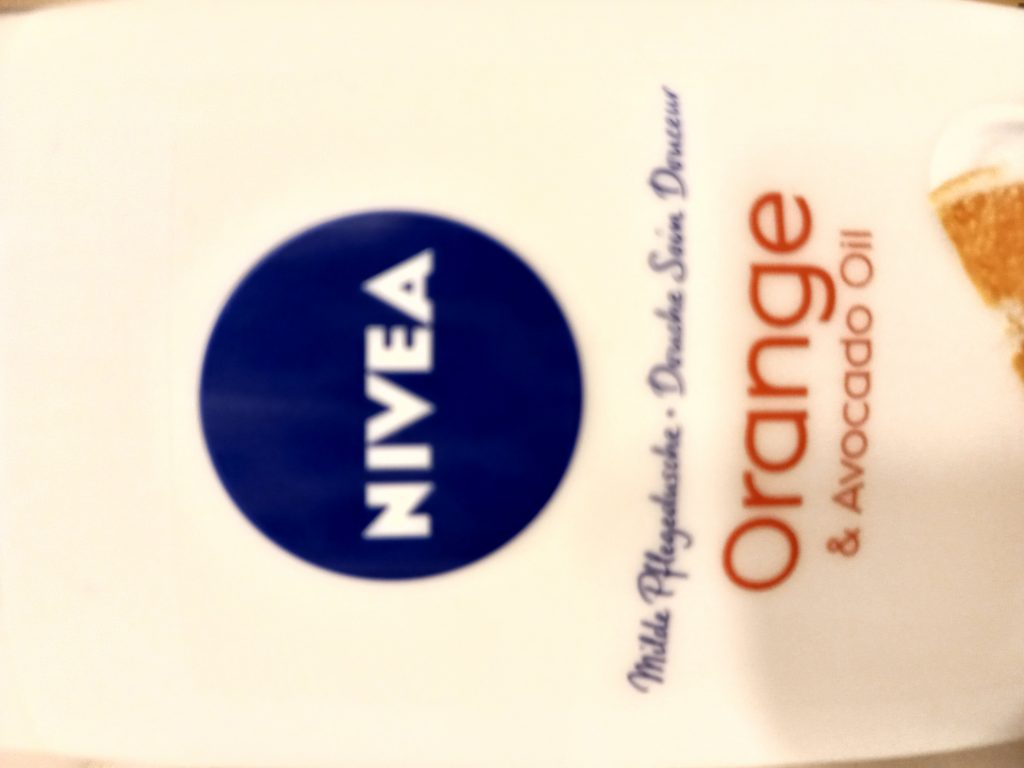 NIVEA
Milde Pflegedusche • Douche Soin Douceur
Orange
& Avocado Oil